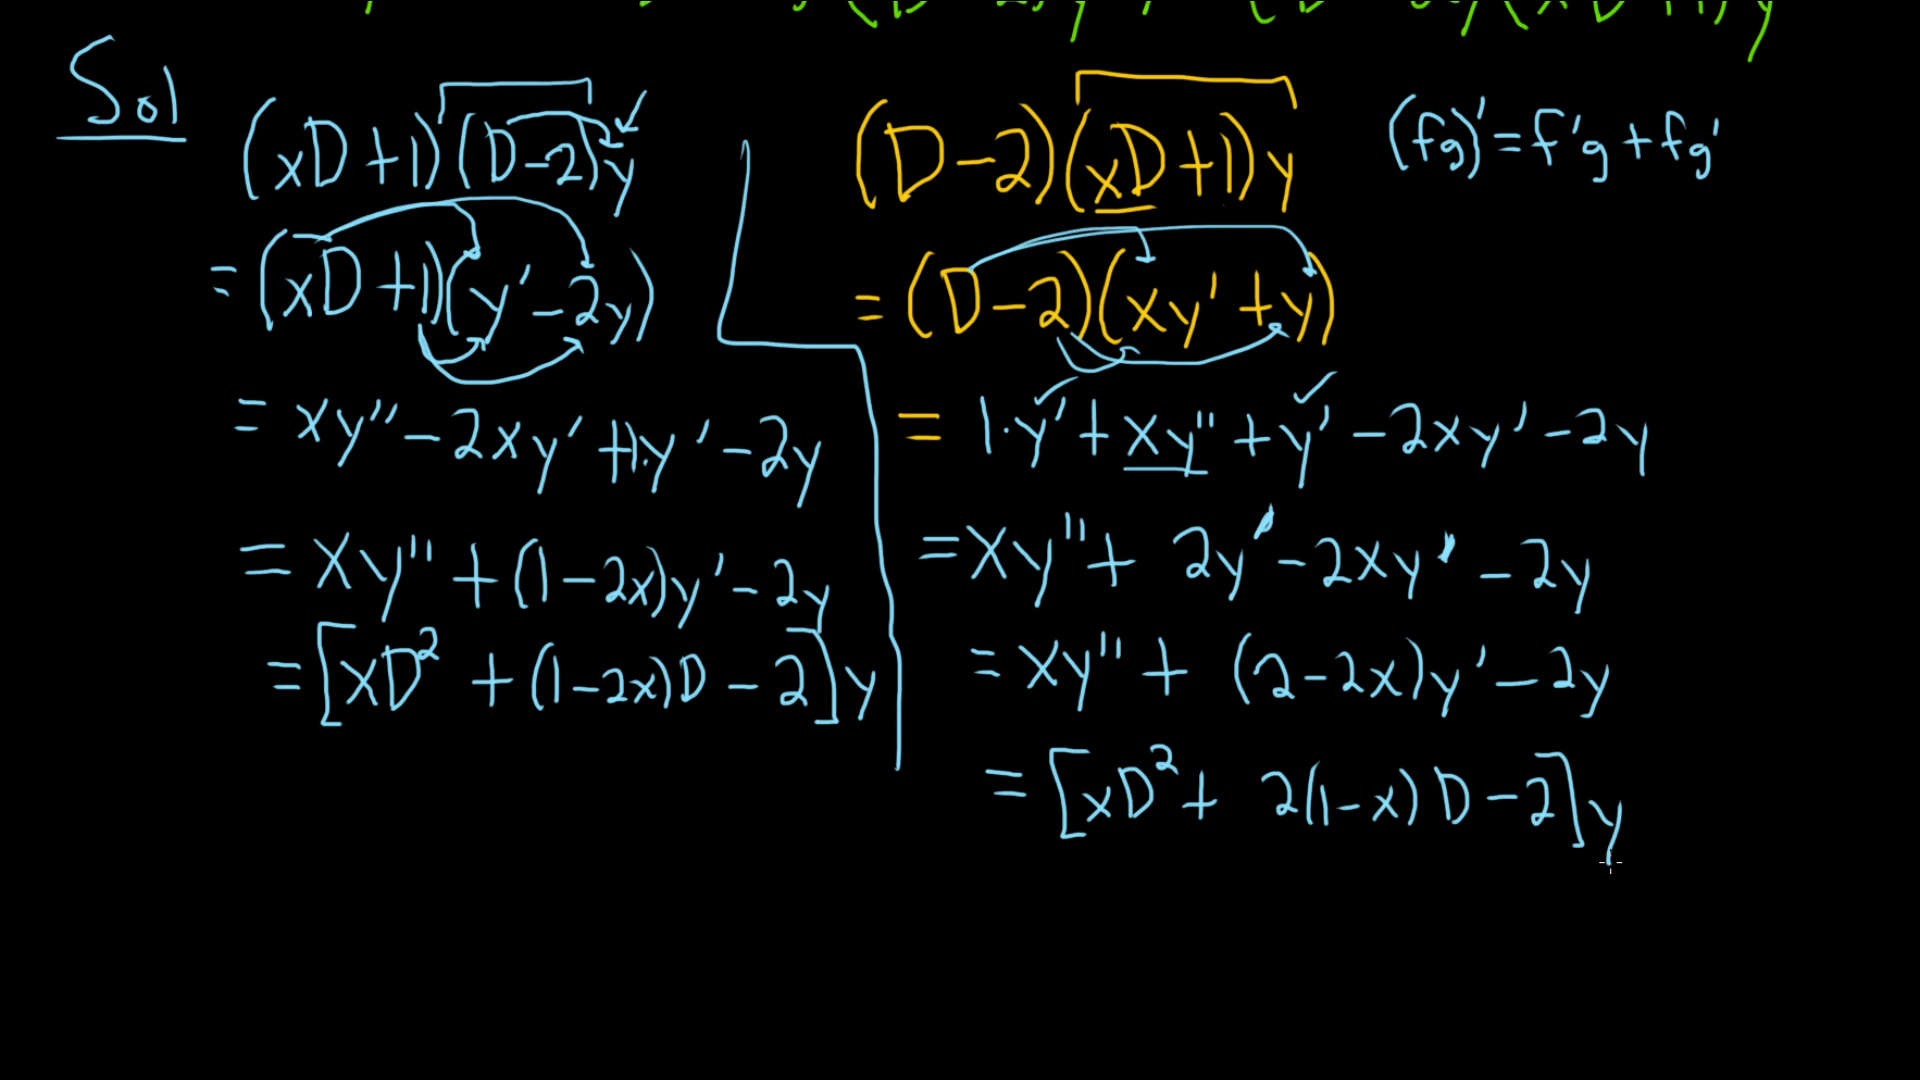 Sol
(xD+1)(D-2)y
= (xD+1)(y'-2y)
= xy''-2xy'+1·y'-2y
= xy''+(1-2x)y'-2y
= [xD²+(1-2x)D-2]y
(D-2)(xD+1)y
= (D-2)(xy'+y)
= 1·y'+xy''+y'-2xy'-2y
= xy''+2y'-2xy'-2y
= xy''+(2-2x)y'-2y
= [xD²+2(1-x)D-2]y
(fg)'=f'g+fg'